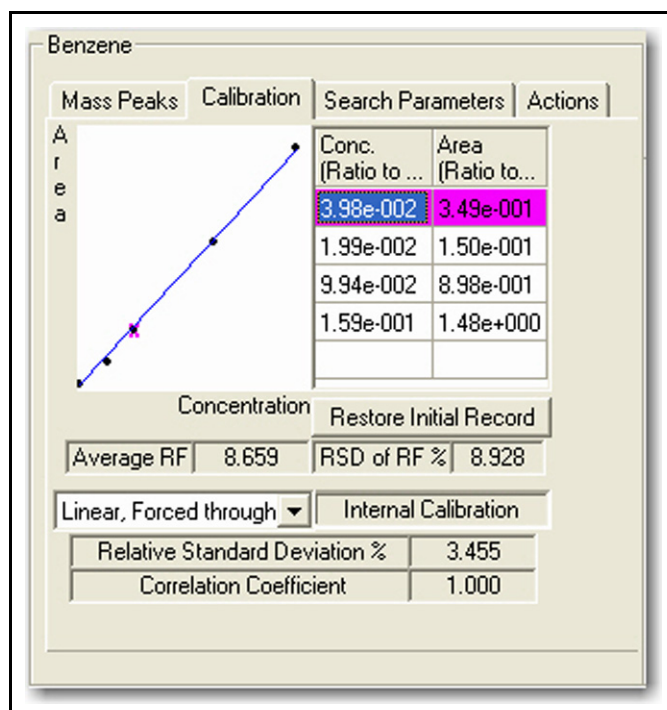 Benzene
Mass Peaks Calibration Search Parameters Actions
Area
Conc. Area
(Ratio to ... (Ratio to...
3.98e-002 3.49e-001
1.99e-002 1.50e-001
9.94e-002 8.98e-001
1.59e-001 1.48e+000
Concentration
Restore Initial Record
Average RF 8.659 RSD of RF % 8.928
Linear, Forced through Internal Calibration
Relative Standard Deviation % 3.455
Correlation Coefficient 1.000